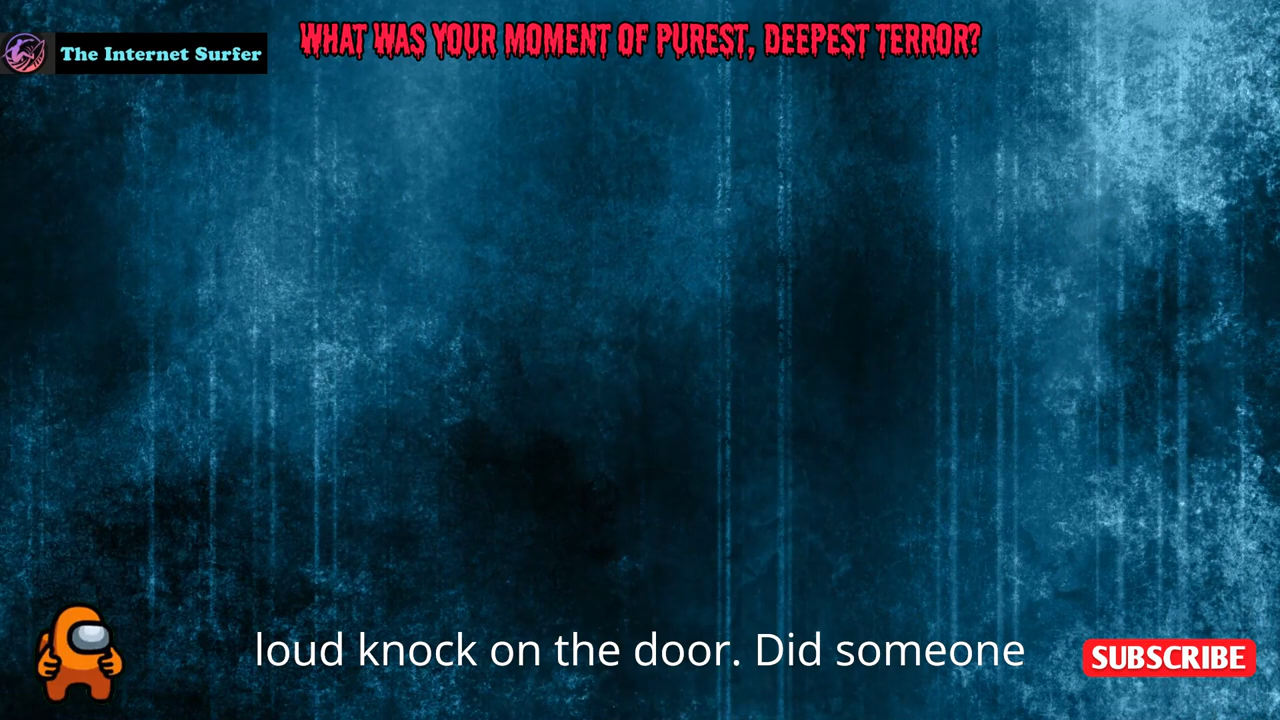 WHAT WAS YOUR MOMENT OF PUREST, DEEPEST TERROR?
The Internet Surfer
loud knock on the door. Did someone
SUBSCRIBE